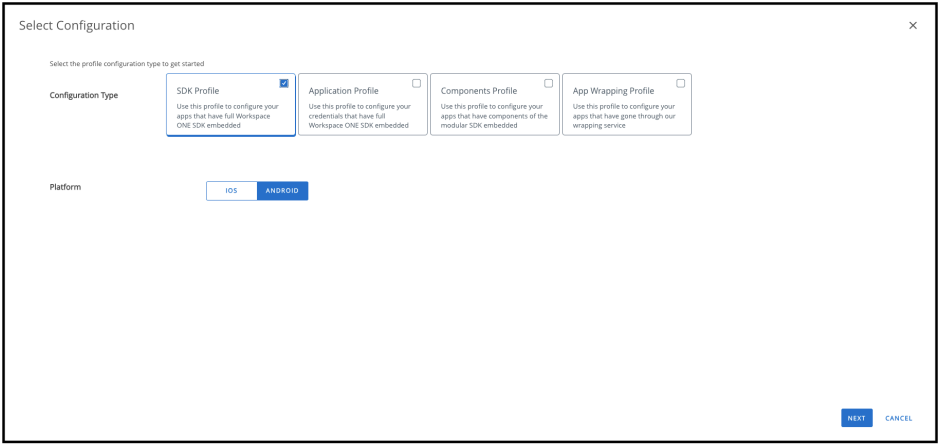 Select Configuration
Select the profile configuration type to get started
Configuration Type
SDK Profile
Use this profile to configure your
apps that have full Workspace
ONE SDK embedded
Application Profile
Use this profile to configure your
credentials that have full
Workspace ONE SDK embedded
Components Profile
Use this profile to configure your
apps that have components of the
modular SDK embedded
App Wrapping Profile
Use this profile to configure your
apps that have gone through our
wrapping service
Platform
IOS
ANDROID
NEXT
CANCEL